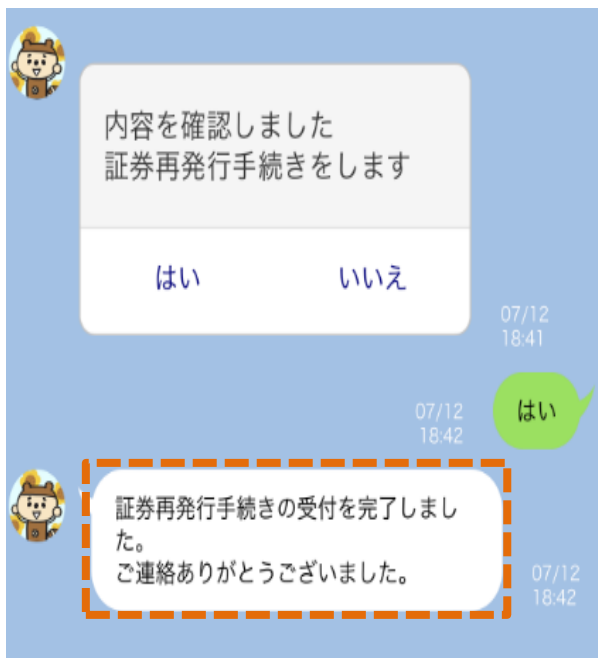 内容を確認しました
証券再発行手続きをします
はい いいえ
07/12
18:41
はい
07/12
18:42
証券再発行手続きの受付を完了しまし
た。
ご連絡ありがとうございました。
07/12
18:42